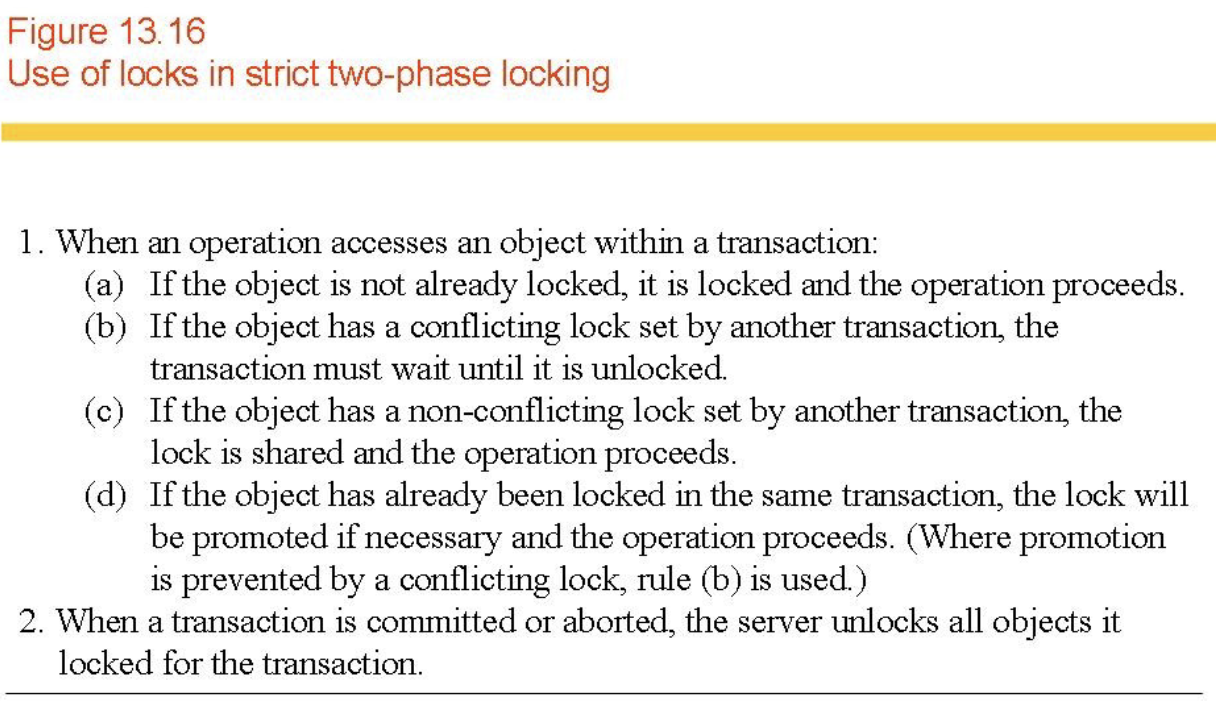 Figure 13.16
Use of locks in strict two-phase locking
1. When an operation accesses an object within a transaction:
(a) If the object is not already locked, it is locked and the operation proceeds.
(b) If the object has a conflicting lock set by another transaction, the
transaction must wait until it is unlocked.
(c) If the object has a non-conflicting lock set by another transaction, the
lock is shared and the operation proceeds.
(d) If the object has already been locked in the same transaction, the lock will
be promoted if necessary and the operation proceeds. (Where promotion
is prevented by a conflicting lock, rule (b) is used.)
2. When a transaction is committed or aborted, the server unlocks all objects it
locked for the transaction.